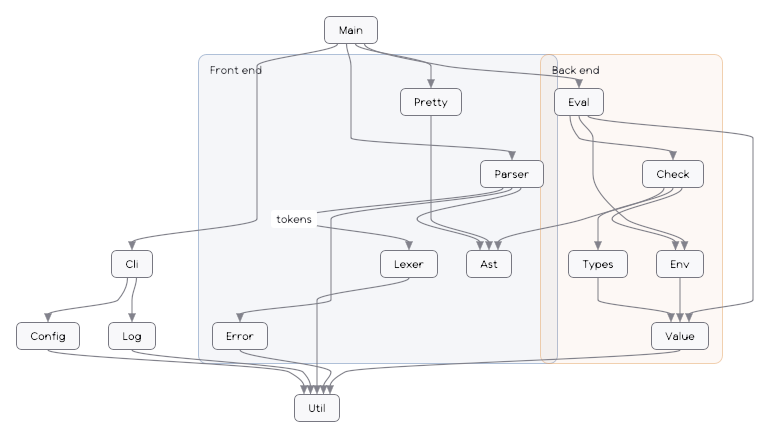 Main
Front end
Back end
Pretty
Eval
Parser
Check
tokens
Cli
Lexer
Ast
Types
Env
Config
Log
Error
Value
Util